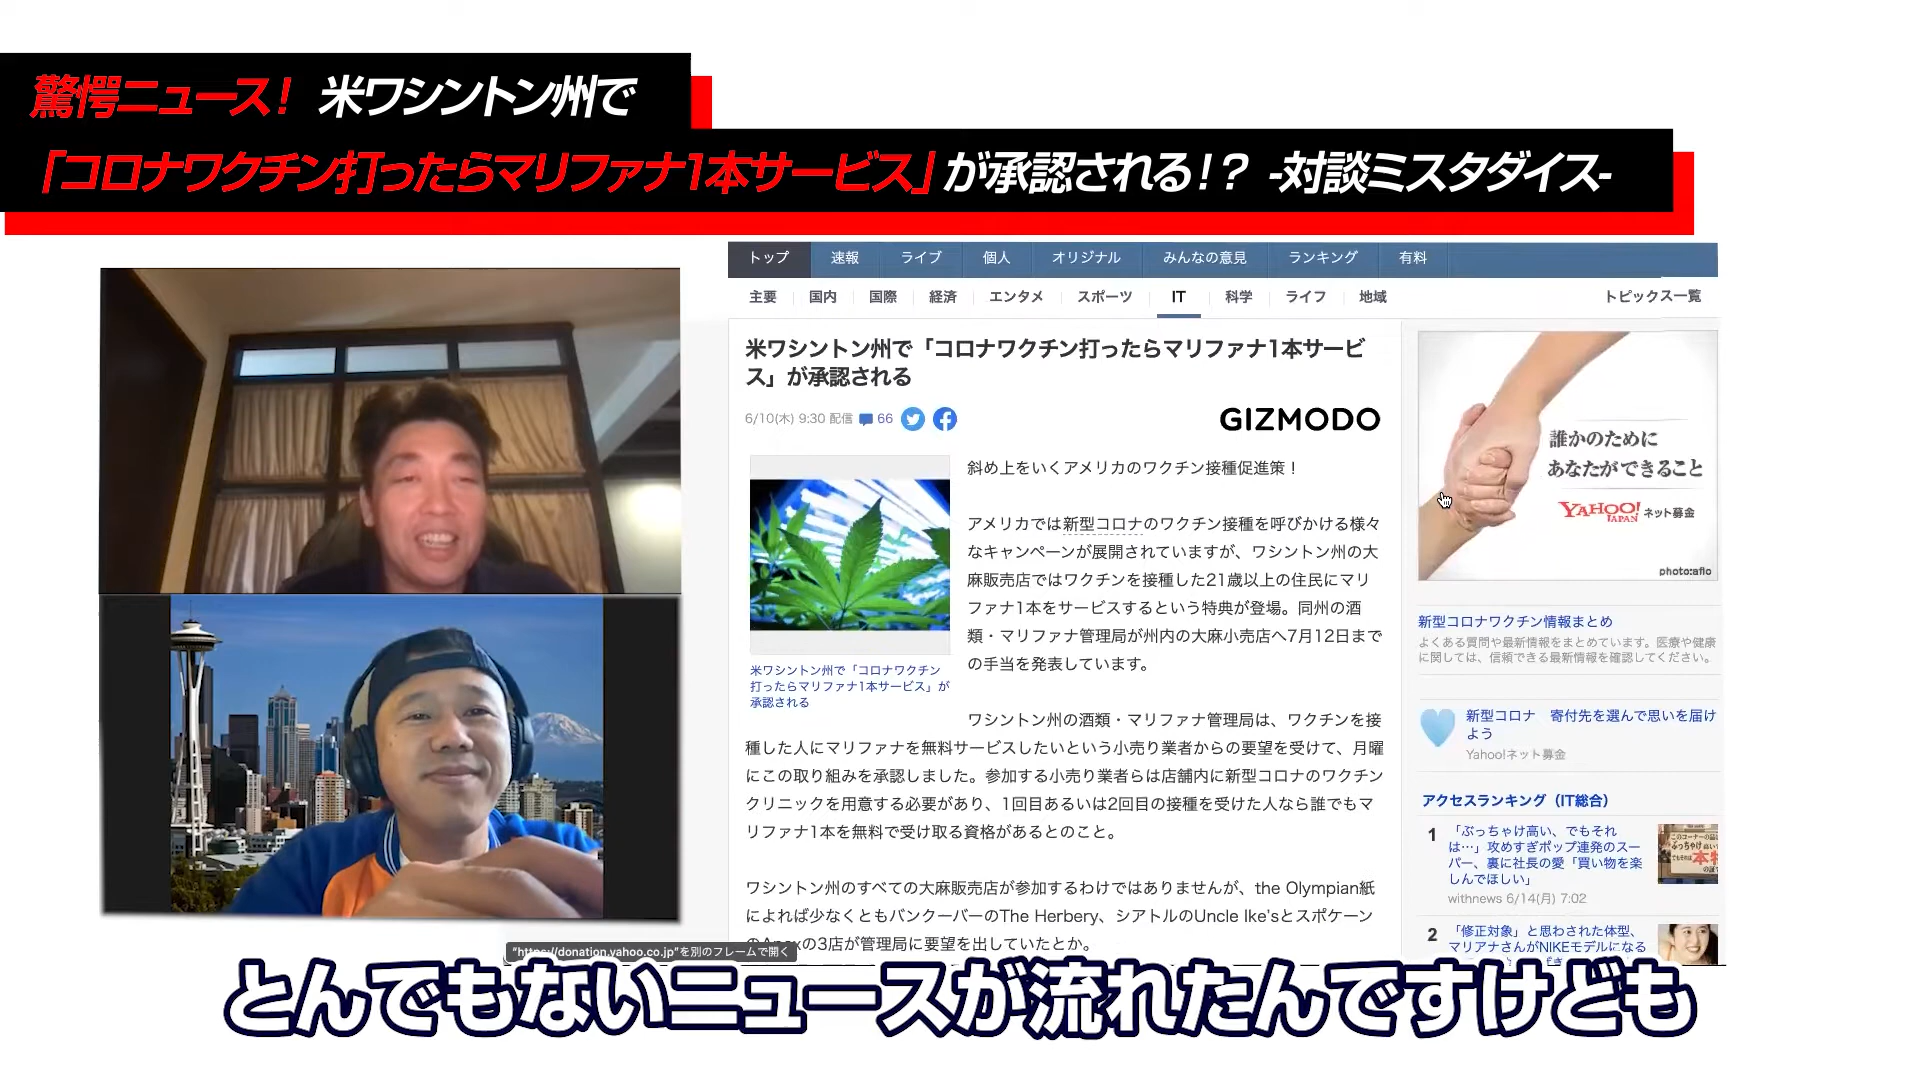 驚愕ニュース！ 米ワシントン州で
「コロナワクチン打ったらマリファナ1本サービス」が承認される！？ -対談ミスタダイス-
トップ 速報 ライブ 個人 オリジナル みんなの意見 ランキング 有料
主要 国内 国際 経済 エンタメ スポーツ IT 科学 ライフ 地域 トピックス一覧
米ワシントン州で「コロナワクチン打ったらマリファナ1本サービ
ス」が承認される
6/10(木) 9:30 配信 66
GIZMODO
斜め上をいくアメリカのワクチン接種促進策！
アメリカでは新型コロナのワクチン接種を呼びかける様々
なキャンペーンが展開されていますが、ワシントン州の大
麻販売店ではワクチンを接種した21歳以上の住民にマリ
ファナ1本をサービスするという特典が登場。同州の酒
類・マリファナ管理局が州内の大麻小売店へ7月12日まで
の手当を発表しています。
米ワシントン州で「コロナワクチン
打ったらマリファナ1本サービス」が
承認される
ワシントン州の酒類・マリファナ管理局は、ワクチンを接
種した人にマリファナを無料サービスしたいという小売り業者からの要望を受けて、月曜
にこの取り組みを承認しました。参加する小売り業者らは店舗内に新型コロナのワクチン
クリニックを用意する必要があり、1回目あるいは2回目の接種を受けた人なら誰でもマ
リファナ1本を無料で受け取る資格があるとのこと。
ワシントン州のすべての大麻販売店が参加するわけではありませんが、the Olympian紙
によれば少なくともバンクーバーのThe Herbery、シアトルのUncle Ike'sとスポケーン
の3店が管理局に要望を出していたとか。
誰かのために
あなたができること
YAHOO! JAPAN ネット募金
photo:aflo
新型コロナワクチン情報まとめ
よくある質問や最新情報をまとめています。医療や健康
に関しては、信頼できる最新情報を確認してください。
新型コロナ 寄付先を選んで思いを届け
よう
Yahoo!ネット募金
アクセスランキング（IT総合）
1 「ぶっちゃけ高い、でもそれ
は…」攻めすぎポップ連発のスー
パー、裏に社長の愛「買い物を楽
しんでほしい」
withnews 6/14(月) 7:02
2 「修正対象」と思われた体型、
マリアナさんがNIKEモデルになる
"https://donation.yahoo.co.jp"を別のフレームで開く
とんでもないニュースが流れたんですけども